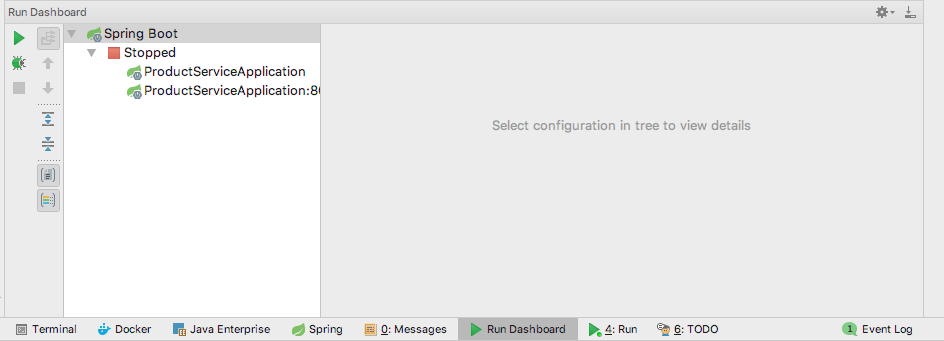 Run Dashboard
Spring Boot
Stopped
ProductServiceApplication
ProductServiceApplication:8
Select configuration in tree to view details
Terminal Docker Java Enterprise Spring 0: Messages Run Dashboard 4: Run 6: TODO 1 Event Log